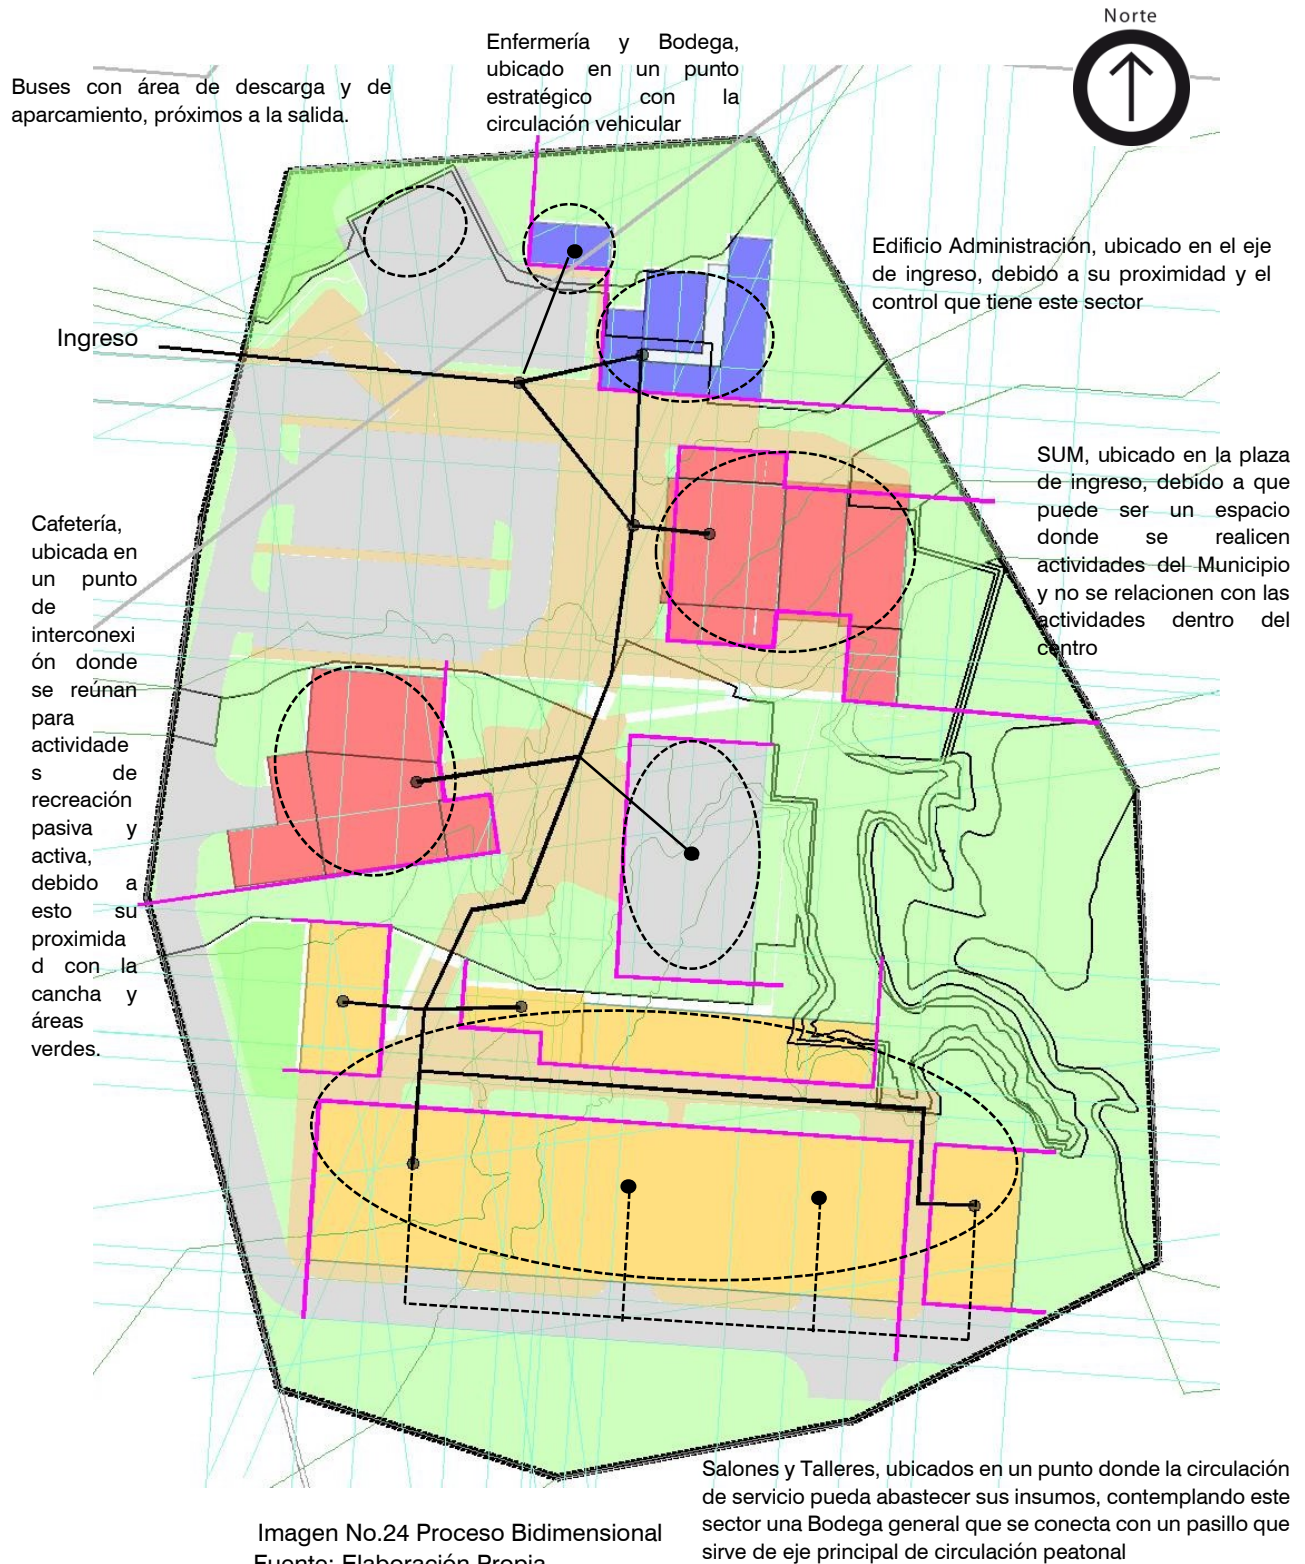 Norte
Enfermería y Bodega,
ubicado en un punto
estratégico con la
circulación vehicular
Buses con área de descarga y de
aparcamiento, próximos a la salida.
Edificio Administración, ubicado en el eje
de ingreso, debido a su proximidad y el
control que tiene este sector
Ingreso
SUM, ubicado en la plaza
de ingreso, debido a que
puede ser un espacio
donde se realicen
actividades del Municipio
y no se relacionen con las
actividades dentro del
centro
Cafetería,
ubicada en
un punto
de
interconexi
ón donde
se reúnan
para
actividade
s de
recreación
pasiva y
activa,
debido a
esto su
proximida
d con la
cancha y
áreas
verdes.
Salones y Talleres, ubicados en un punto donde la circulación
de servicio pueda abastecer sus insumos, contemplando este
sector una Bodega general que se conecta con un pasillo que
sirve de eje principal de circulación peatonal
Imagen No.24 Proceso Bidimensional
Fuente: Elaboración Propia